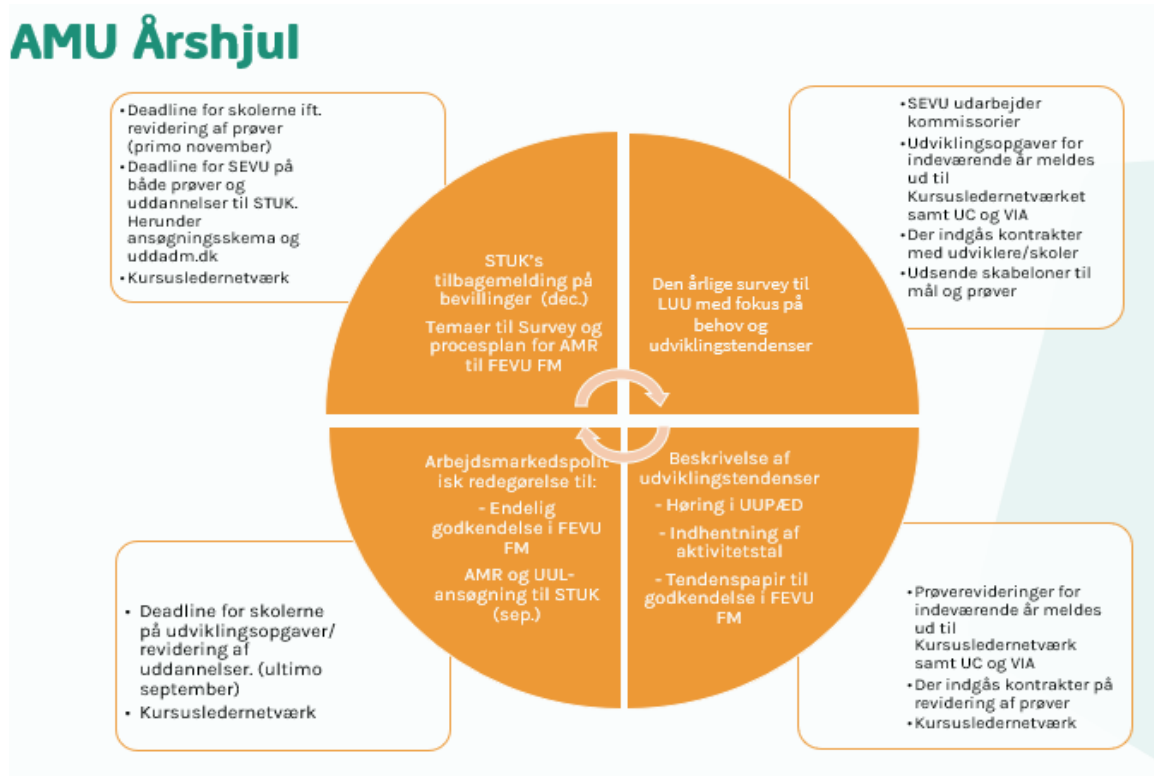 AMU Årshjul
• Deadline for skolerne ift.
revidering af prøver
(primo november)
• Deadline for SEVU på
både prøver og
uddannelser til STUK.
Herunder
ansøgningsskema og
uddadm.dk
• Kursusledernetværk
• SEVU udarbejder
kommissorier
• Udviklingsopgaver for
indeværende år meldes
ud til
Kursusledernetværket
samt UC og VIA
• Der indgås kontrakter
med udviklere/skoler
• Udsende skabeloner til
mål og prøver
STUK's
tilbagemelding på
bevillinger (dec.)
Temaer til Survey og
procesplan for AMR
til FEVU FM
Den årlige survey til
LUU med fokus på
behov og
udviklingstendenser
Arbejdsmarkedspolit
isk redegørelse til:
- Endelig
godkendelse i FEVU
FM
AMR og UUL-
ansøgning til STUK
(sep.)
Beskrivelse af
udviklingstendenser
- Høring i UUPÆD
- Indhentning af
aktivitetstal
- Tendenspapir til
godkendelse i FEVU
FM
• Deadline for skolerne
på udviklingsopgaver/
revidering af
uddannelser. (ultimo
september)
• Kursusledernetværk
• Prøverevideringer for
indeværende år meldes
ud til
Kursusledernetværk
samt UC og VIA
• Der indgås kontrakter på
revidering af prøver
• Kursusledernetværk